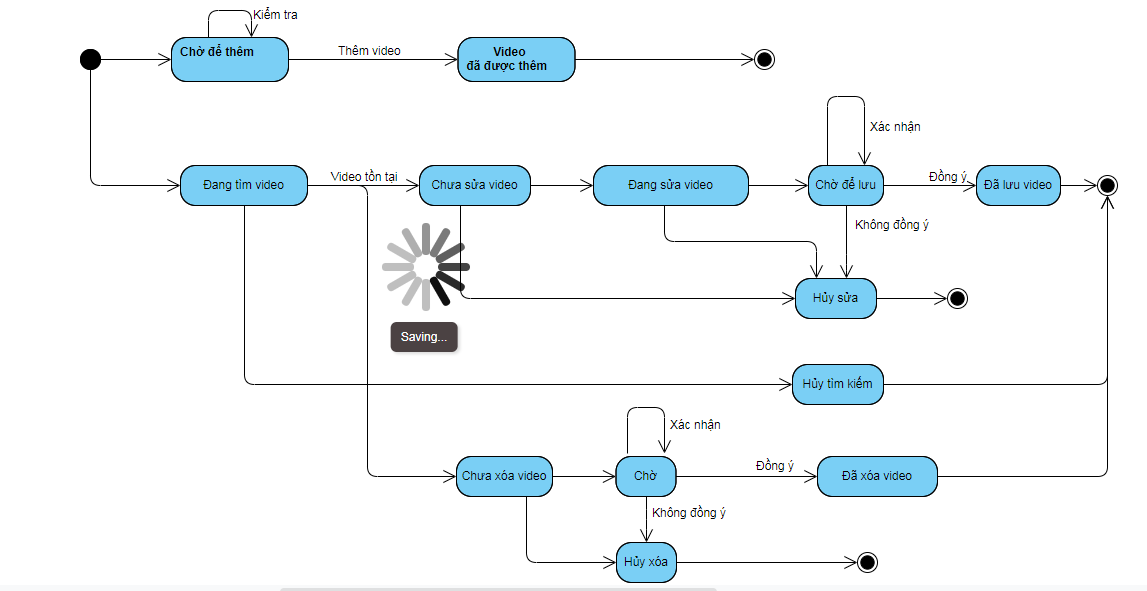 Kiểm tra
Chờ để thêm
Thêm video
Video
đã được thêm
Xác nhận
Đang tìm video
Video tồn tại
Chưa sửa video
Đang sửa video
Chờ để lưu
Đồng ý
Đã lưu video
Không đồng ý
Hủy sửa
Saving...
Hủy tìm kiếm
Xác nhận
Chưa xóa video
Chờ
Đồng ý
Đã xóa video
Không đồng ý
Hủy xóa